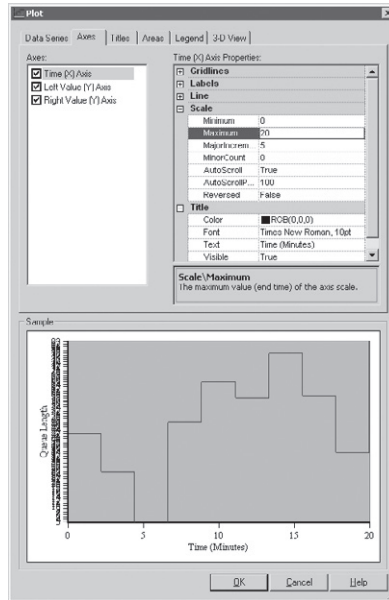 Plot
Data Series Axes Titles Areas Legend 3-D View
Axes:
Time (X) Axis
Left Value (Y) Axis
Right Value (Y) Axis
Time (X) Axis Properties:
Gridlines
Labels
Line
Scale
Minimum 0
Maximum 20
MajorIncrem... 5
MinorCount 0
AutoScroll True
AutoScrollP... 100
Reversed False
Title
Color RGB(0,0,0)
Font Times New Roman, 10pt
Text Time (Minutes)
Visible True
Scale\Maximum
The maximum value (end time) of the axis scale.
Sample
Queue Length
0 5 10 15 20
Time (Minutes)
OK Cancel Help